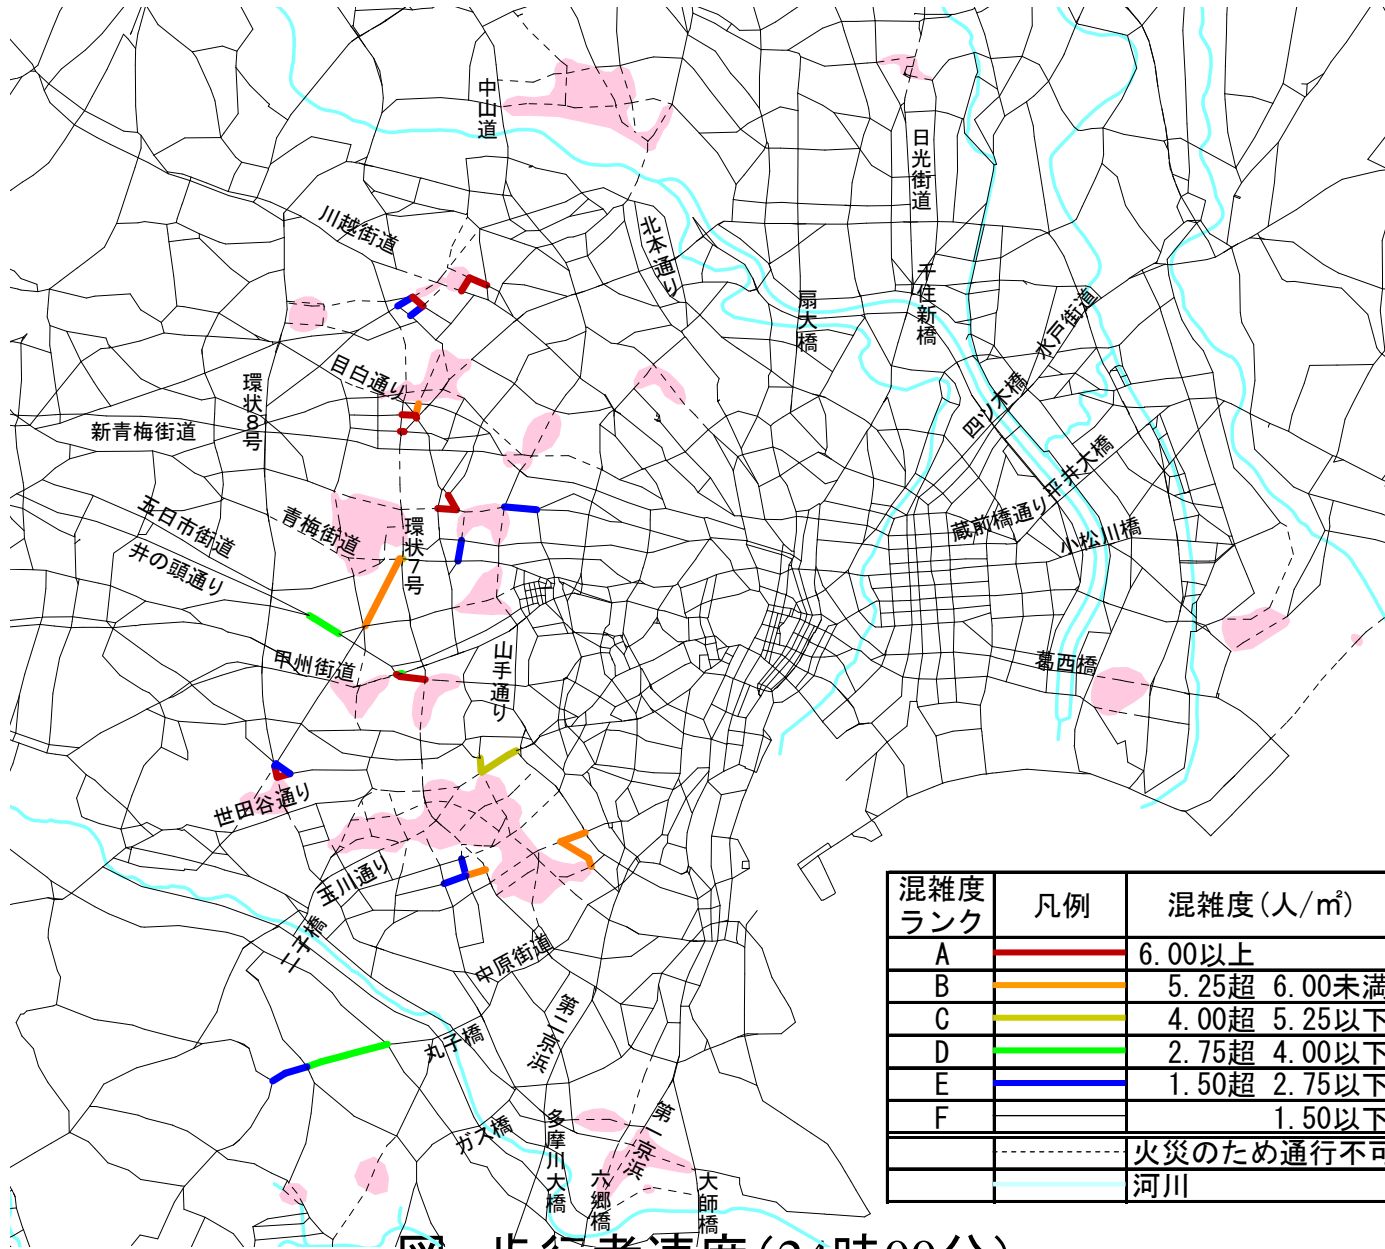 中山道
日光街道
川越街道
北本通り
千住新橋
扇大橋
水戸街道
目白通り
環状8号
四ツ木橋
新青梅街道
平井大橋
五日市街道
青梅街道
環状7号
蔵前橋通り
小松川橋
井の頭通り
甲州街道
山手通り
葛西橋
世田谷通り
玉川通り
二子橋
中原街道
第二京浜
丸子橋
ガス橋
多摩川大橋
第一京浜
六郷橋
大師橋
混雑度ランク 凡例 混雑度(人/㎡)
A 6.00以上
B 5.25超 6.00未満
C 4.00超 5.25以下
D 2.75超 4.00以下
E 1.50超 2.75以下
F 1.50以下
火災のため通行不可
河川